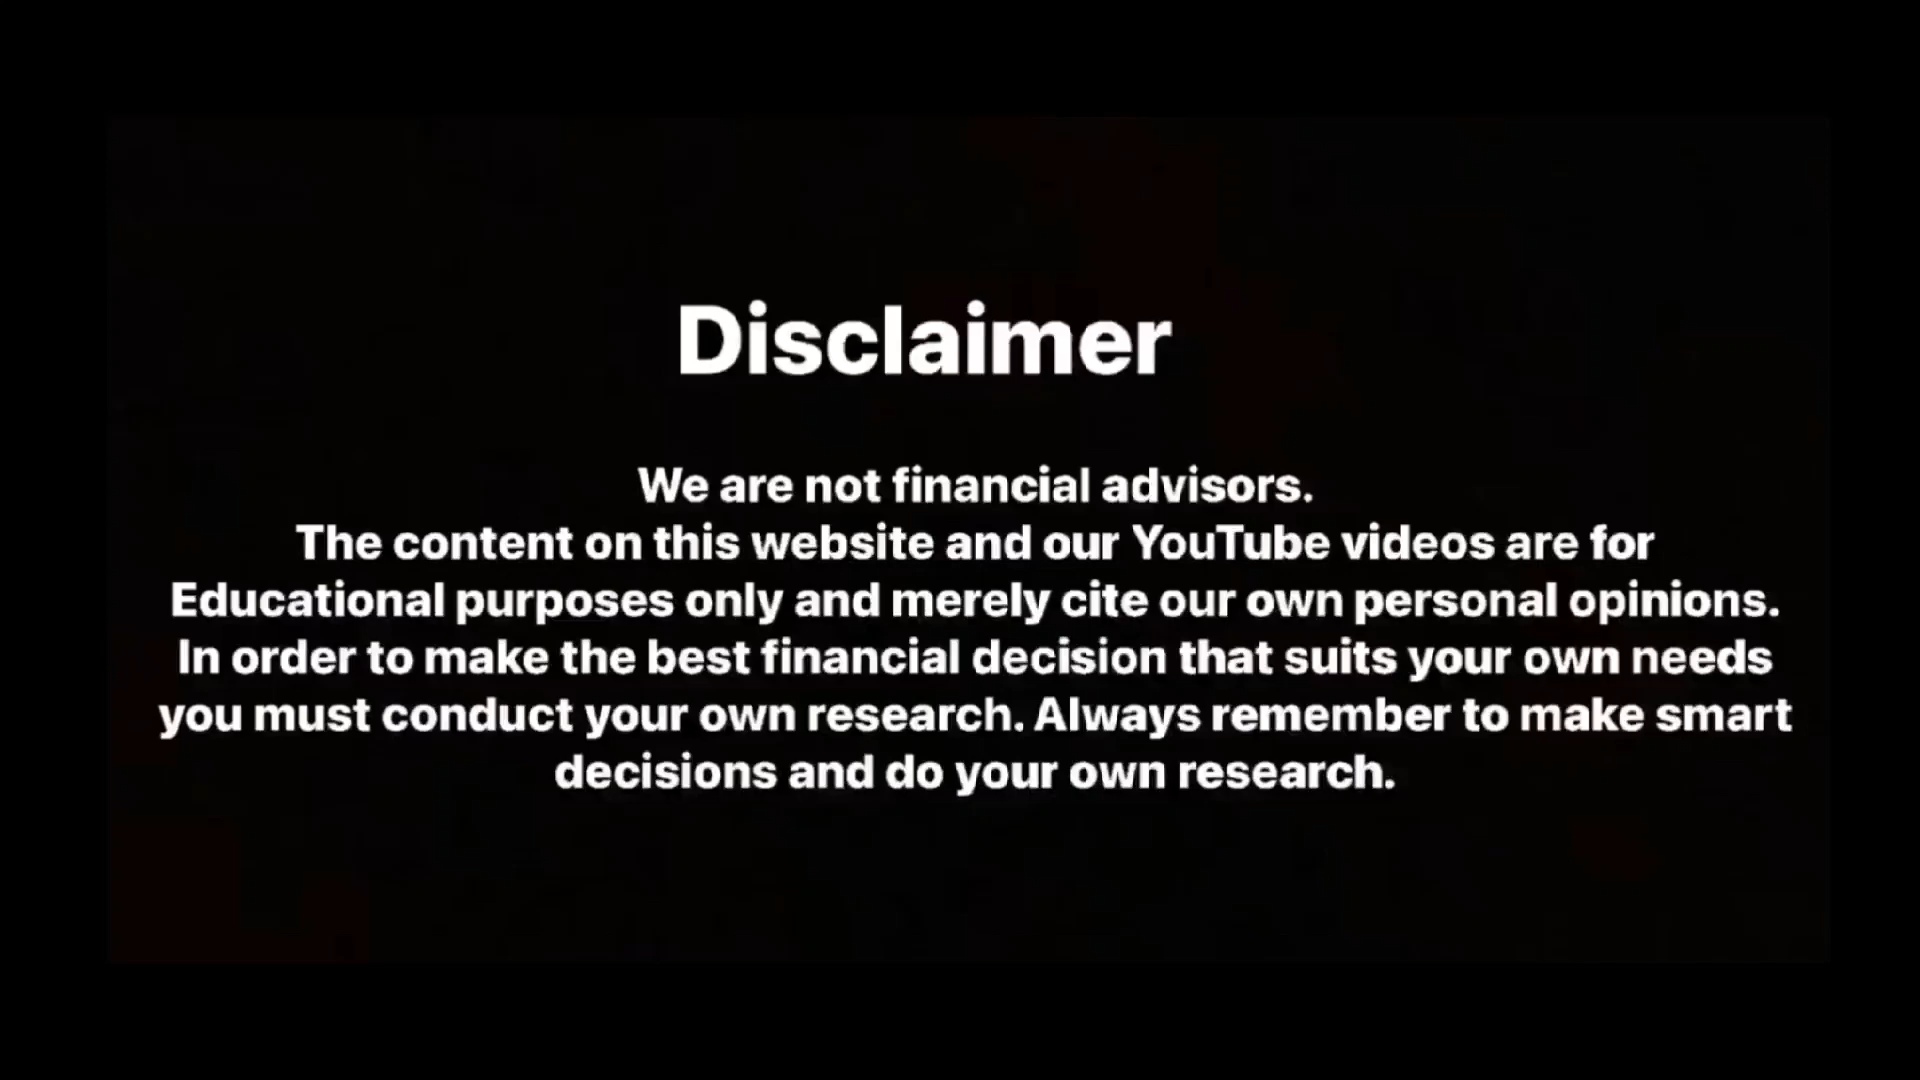 Disclaimer
We are not financial advisors.
The content on this website and our YouTube videos are for
Educational purposes only and merely cite our own personal opinions.
In order to make the best financial decision that suits your own needs
you must conduct your own research. Always remember to make smart
decisions and do your own research.